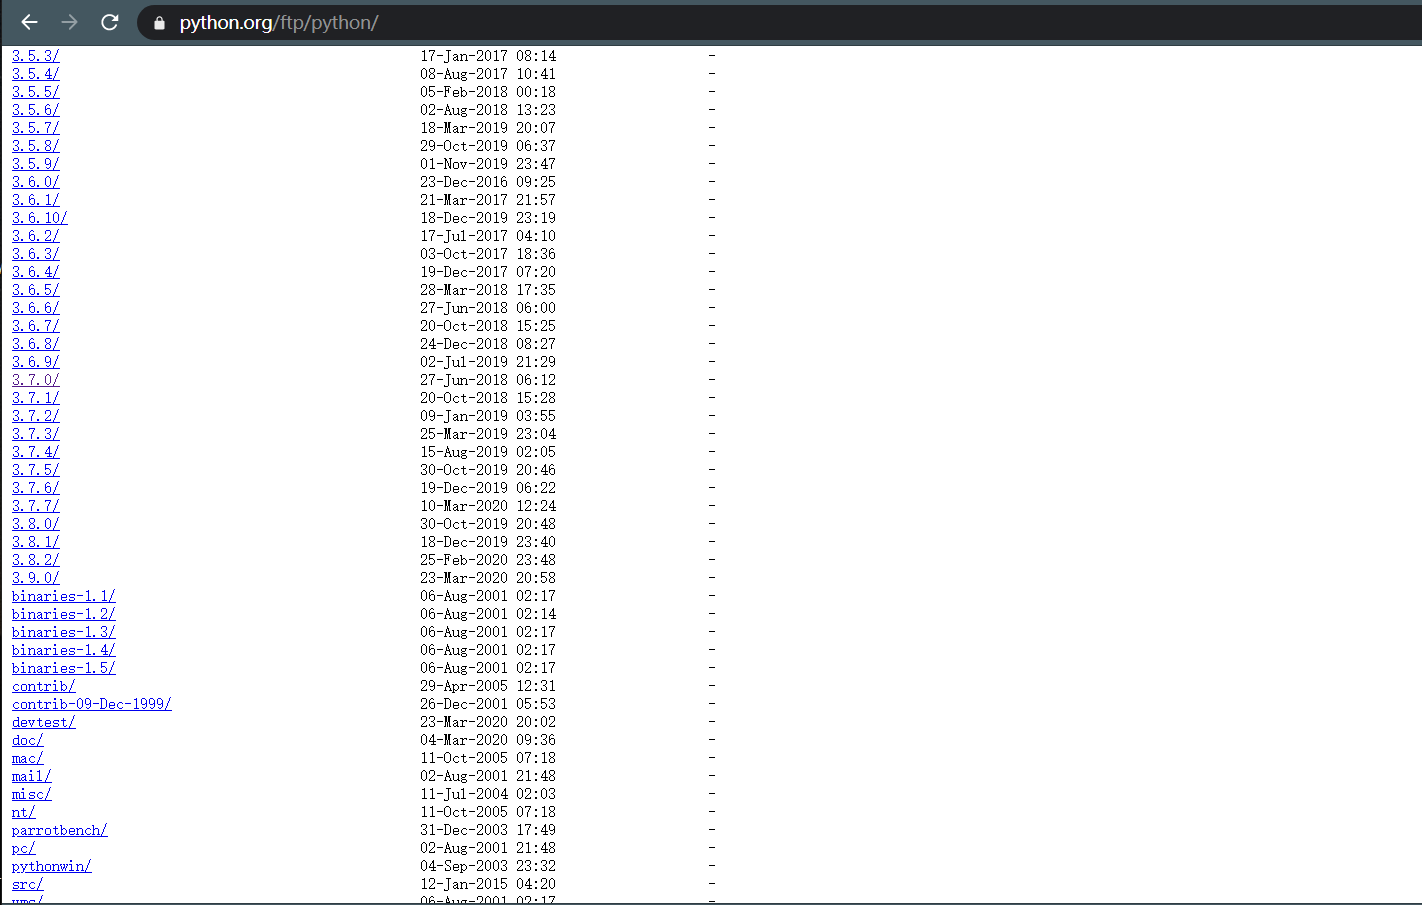 python.org/ftp/python/
3.5.3/ 17-Jan-2017 08:14 -
3.5.4/ 08-Aug-2017 10:41 -
3.5.5/ 05-Feb-2018 00:18 -
3.5.6/ 02-Aug-2018 13:23 -
3.5.7/ 18-Mar-2019 20:07 -
3.5.8/ 29-Oct-2019 06:37 -
3.5.9/ 01-Nov-2019 23:47 -
3.6.0/ 23-Dec-2016 09:25 -
3.6.1/ 21-Mar-2017 21:57 -
3.6.10/ 18-Dec-2019 23:19 -
3.6.2/ 17-Jul-2017 04:10 -
3.6.3/ 03-Oct-2017 18:36 -
3.6.4/ 19-Dec-2017 07:20 -
3.6.5/ 28-Mar-2018 17:35 -
3.6.6/ 27-Jun-2018 06:00 -
3.6.7/ 20-Oct-2018 15:25 -
3.6.8/ 24-Dec-2018 08:27 -
3.6.9/ 02-Jul-2019 21:29 -
3.7.0/ 27-Jun-2018 06:12 -
3.7.1/ 20-Oct-2018 15:28 -
3.7.2/ 09-Jan-2019 03:55 -
3.7.3/ 25-Mar-2019 23:04 -
3.7.4/ 15-Aug-2019 02:05 -
3.7.5/ 30-Oct-2019 20:46 -
3.7.6/ 19-Dec-2019 06:22 -
3.7.7/ 10-Mar-2020 12:24 -
3.8.0/ 30-Oct-2019 20:48 -
3.8.1/ 18-Dec-2019 23:40 -
3.8.2/ 25-Feb-2020 23:48 -
3.9.0/ 23-Mar-2020 20:58 -
binaries-1.1/ 06-Aug-2001 02:17 -
binaries-1.2/ 06-Aug-2001 02:14 -
binaries-1.3/ 06-Aug-2001 02:17 -
binaries-1.4/ 06-Aug-2001 02:17 -
binaries-1.5/ 06-Aug-2001 02:17 -
contrib/ 29-Apr-2005 12:31 -
contrib-09-Dec-1999/ 26-Dec-2001 05:53 -
devtest/ 23-Mar-2020 20:02 -
doc/ 04-Mar-2020 09:36 -
mac/ 11-Oct-2005 07:18 -
mail/ 02-Aug-2001 21:48 -
misc/ 11-Jul-2004 02:03 -
nt/ 11-Oct-2005 07:18 -
parrotbench/ 31-Dec-2003 17:49 -
pc/ 02-Aug-2001 21:48 -
pythonwin/ 04-Sep-2003 23:32 -
src/ 12-Jan-2015 04:20 -
vms/ 06-Aug-2001 02:17 -